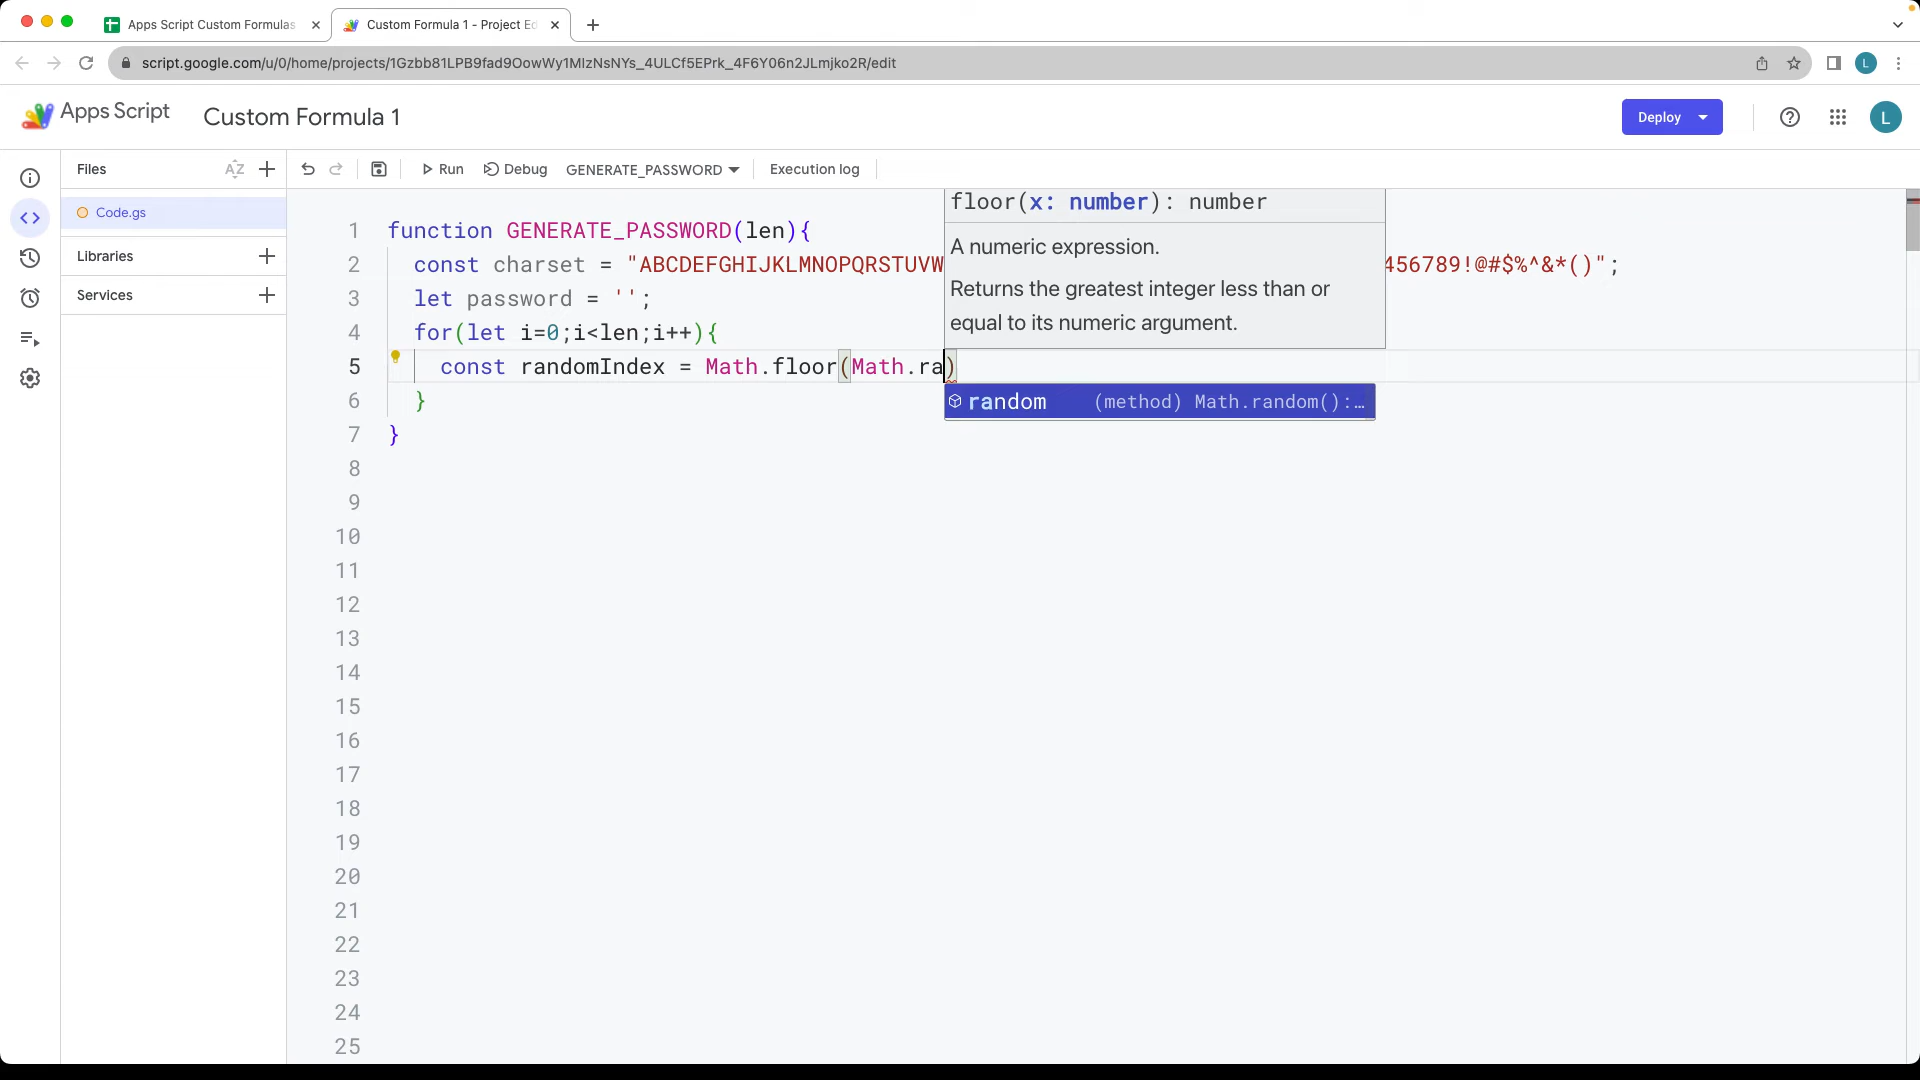 Apps Script Custom Formulas
Custom Formula 1 - Project Ed
script.google.com/u/0/home/projects/1Gzbb81LPB9fad9OowWy1MIzNsNYs_4ULCf5EPrk_4F6Y06n2JLmjko2R/edit
L
Apps Script
Custom Formula 1
Deploy
L
Files
AZ
Run
Debug
GENERATE_PASSWORD
Execution log
Code.gs
Libraries
Services
floor(x: number): number
A numeric expression.
Returns the greatest integer less than or
equal to its numeric argument.
1 function GENERATE_PASSWORD(len){
2 const charset = "ABCDEFGHIJKLMNOPQRSTUVW 456789!@#$%^&*()";
3 let password = '';
4 for(let i=0;i<len;i++){
5 const randomIndex = Math.floor(Math.ra)
random (method) Math.random():…
6 }
7 }
8
9
10
11
12
13
14
15
16
17
18
19
20
21
22
23
24
25